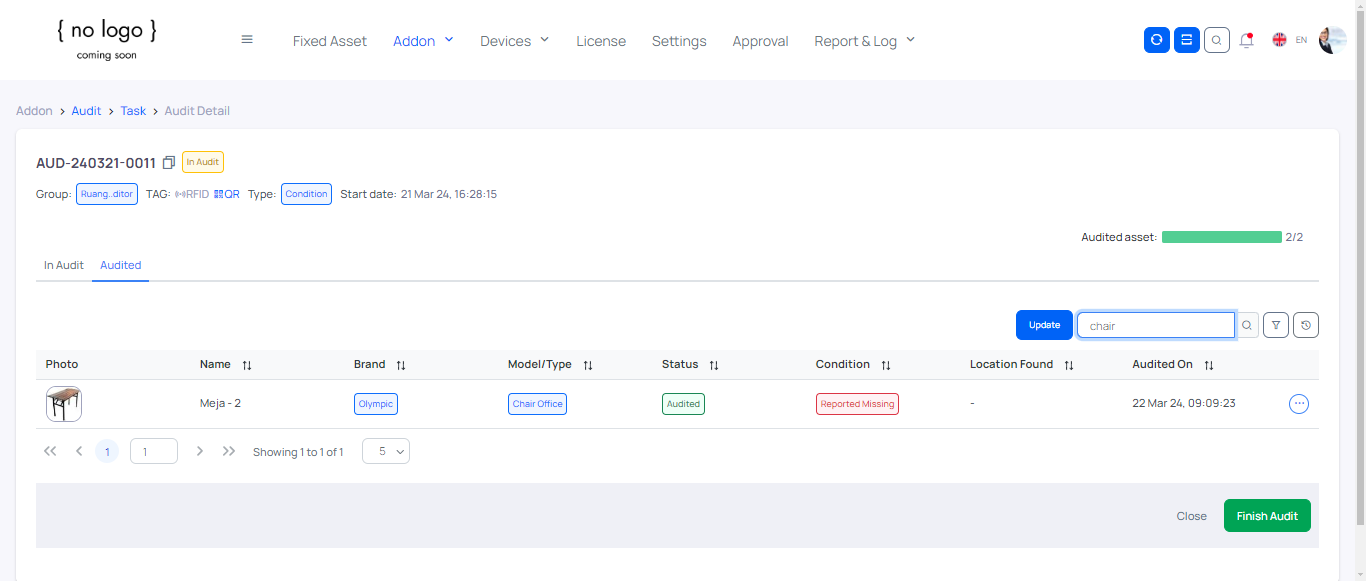 { no logo }
coming soon
Fixed Asset Addon Devices License Settings Approval Report & Log EN
Addon > Audit > Task > Audit Detail
AUD-240321-0011 In Audit
Group: Ruang..ditor TAG: RFID QR Type: Condition Start date: 21 Mar 24, 16:28:15
Audited asset: 2/2
In Audit Audited
Update chair
Photo Name Brand Model/Type Status Condition Location Found Audited On
Meja - 2 Olympic Chair Office Audited Reported Missing - 22 Mar 24, 09:09:23
1 1 Showing 1 to 1 of 1 5
Close Finish Audit